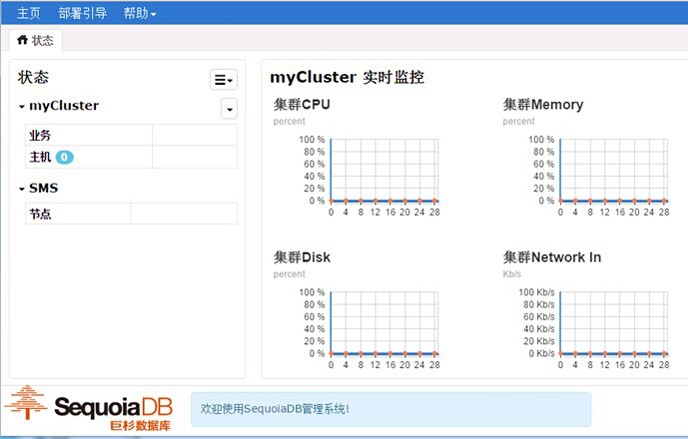 主页 部署引导 帮助
状态
状态
myCluster
业务
主机 0
SMS
节点
myCluster 实时监控
集群CPU
percent
100 %
80 %
60 %
40 %
20 %
0 %
0 4 8 12 16 20 24 28
集群Memory
percent
100 %
80 %
60 %
40 %
20 %
0 %
0 4 8 12 16 20 24 28
集群Disk
percent
100 %
80 %
60 %
40 %
20 %
0 %
0 4 8 12 16 20 24 28
集群Network In
Kb/s
100 Kb/s
80 Kb/s
60 Kb/s
40 Kb/s
20 Kb/s
0 Kb/s
0 4 8 12 16 20 24 28
SequoiaDB
巨杉数据库
欢迎使用SequoiaDB管理系统!